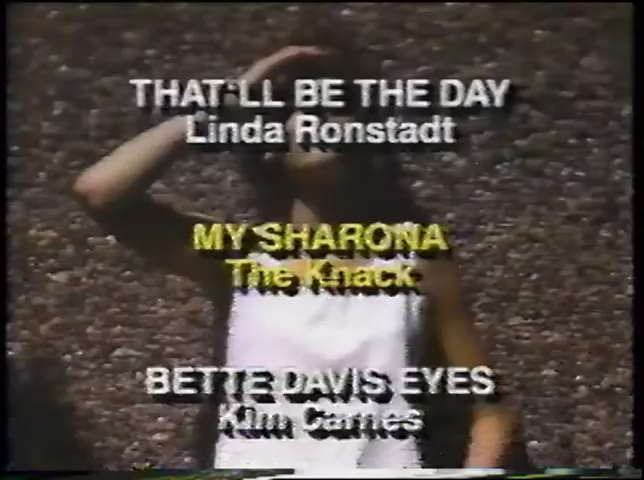 THAT'LL BE THE DAY
Linda Ronstadt
MY SHARONA
The Knack
BETTE DAVIS EYES
Kim Carnes